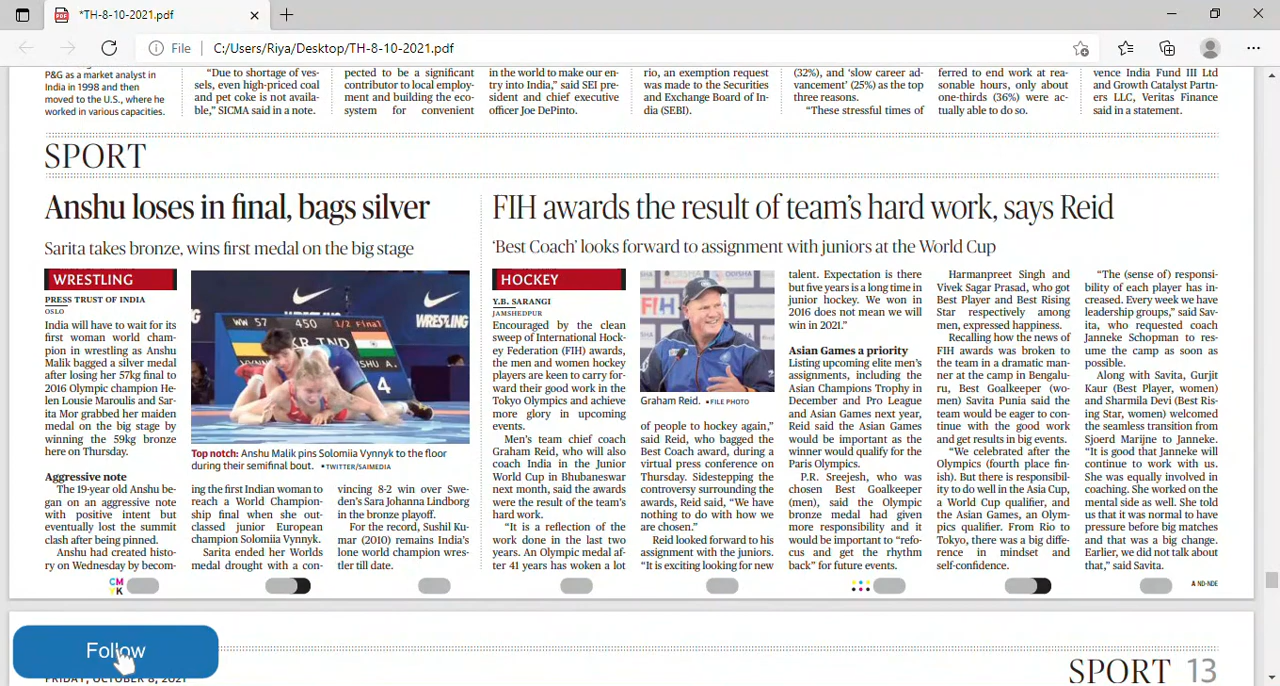 *TH-8-10-2021.pdf
File | C:/Users/Riya/Desktop/TH-8-10-2021.pdf
P&G as a market analyst in
India in 1998 and then
moved to the U.S., where he
worked in various capacities.
"Due to shortage of ves-
sels, even high-priced coal
and pet coke is not availa-
ble," SICMA said in a note.
pected to be a significant
contributor to local employ-
ment and building the eco-
system for convenient
in the world to make our en-
try into India," said SEI pre-
sident and chief executive
officer Joe DePinto.
rio, an exemption request
was made to the Securities
and Exchange Board of In-
dia (SEBI).
(32%), and 'slow career ad-
vancement' (25%) as the top
three reasons.
"These stressful times of
ferred to end work at rea-
sonable hours, only about
one-thirds (36%) were ac-
tually able to do so.
vence India Fund III Ltd
and Growth Catalyst Partn-
ers LLC, Veritas Finance
said in a statement.
SPORT
Anshu loses in final, bags silver
Sarita takes bronze, wins first medal on the big stage
WRESTLING
PRESS TRUST OF INDIA
OSLO
India will have to wait for its
first woman world cham-
pion in wrestling as Anshu
Malik bagged a silver medal
after losing her 57kg final to
2016 Olympic champion He-
len Lousie Maroulis and Sar-
ita Mor grabbed her maiden
medal on the big stage by
winning the 59kg bronze
here on Thursday.
Aggressive note
The 19-year old Anshu be-
gan on an aggressive note
with positive intent but
eventually lost the summit
clash after being pinned.
Anshu had created histo-
ry on Wednesday by becom-
WW 57 450 1/2 Final
WRESTLING
KR IND
SHU A.
4
Top notch: Anshu Malik pins Solomiia Vynnyk to the floor
during their semifinal bout. •TWITTER/SAIMEDIA
ing the first Indian woman to
reach a World Champion-
ship final when she out-
classed junior European
champion Solomiia Vynnyk.
Sarita ended her Worlds
medal drought with a con-
vincing 8-2 win over Swe-
den's Sara Johanna Lindborg
in the bronze playoff.
For the record, Sushil Ku-
mar (2010) remains India's
lone world champion wres-
tler till date.
FIH awards the result of team's hard work, says Reid
'Best Coach' looks forward to assignment with juniors at the World Cup
HOCKEY
Y.B. SARANGI
JAMSHEDPUR
Encouraged by the clean
sweep of International Hock-
ey Federation (FIH) awards,
the men and women hockey
players are keen to carry for-
ward their good work in the
Tokyo Olympics and achieve
more glory in upcoming
events.
Men's team chief coach
Graham Reid, who will also
coach India in the Junior
World Cup in Bhubaneswar
next month, said the awards
were the result of the team's
hard work.
"It is a reflection of the
work done in the last two
years. An Olympic medal af-
ter 41 years has woken a lot
FIH
Graham Reid. •FILE PHOTO
of people to hockey again,"
said Reid, who bagged the
Best Coach award, during a
virtual press conference on
Thursday. Sidestepping the
controversy surrounding the
awards, Reid said, "We have
nothing to do with how we
are chosen."
Reid looked forward to his
assignment with the juniors.
"It is exciting looking for new
talent. Expectation is there
but five years is a long time in
junior hockey. We won in
2016 does not mean we will
win in 2021."
Asian Games a priority
Listing upcoming elite men's
assignments, including the
Asian Champions Trophy in
December and Pro League
and Asian Games next year,
Reid said the Asian Games
would be important as the
winner would qualify for the
Paris Olympics.
P.R. Sreejesh, who was
chosen Best Goalkeeper
(men), said the Olympic
bronze medal had given
more responsibility and it
would be important to "refo-
cus and get the rhythm
back" for future events.
Harmanpreet Singh and
Vivek Sagar Prasad, who got
Best Player and Best Rising
Star respectively among
men, expressed happiness.
Recalling how the news of
FIH awards was broken to
the team in a dramatic man-
ner at the camp in Bengalu-
ru, Best Goalkeeper (wo-
men) Savita Punia said the
team would be eager to con-
tinue with the good work
and get results in big events.
"We celebrated after the
Olympics (fourth place fin-
ish). But there is responsibil-
ity to do well in the Asia Cup,
a World Cup qualifier, and
the Asian Games, an Olym-
pics qualifier. From Rio to
Tokyo, there was a big diffe-
rence in mindset and
self-confidence.
"The (sense of) responsi-
bility of each player has in-
creased. Every week we have
leadership groups," said Sav-
ita, who requested coach
Janneke Schopman to res-
ume the camp as soon as
possible.
Along with Savita, Gurjit
Kaur (Best Player, women)
and Sharmila Devi (Best Ris-
ing Star, women) welcomed
the seamless transition from
Sjoerd Marijne to Janneke.
"It is good that Janneke will
continue to work with us.
She was equally involved in
coaching. She worked on the
mental side as well. She told
us that it was normal to have
pressure before big matches
and that was a big change.
Earlier, we did not talk about
that," said Savita.
CM
YK
A ND-NDE
Follow
FRIDAY, OCTOBER 8, 2021
SPORT 13